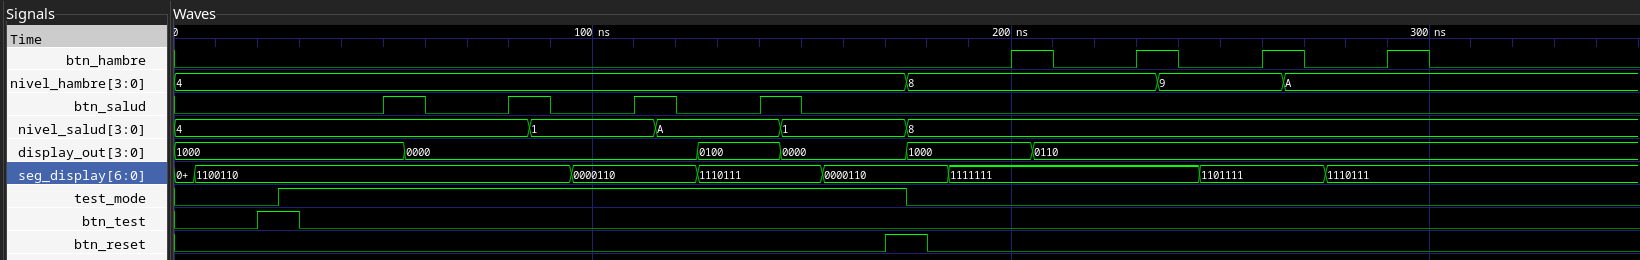 Signals Waves
Time 0 100 ns 200 ns 300 ns
btn_hambre
nivel_hambre[3:0] 4 8 9 A
btn_salud
nivel_salud[3:0] 4 1 A 1 8
display_out[3:0] 1000 0000 0100 0000 1000 0110
seg_display[6:0] 0+ 1100110 0000110 1110111 0000110 1111111 1101111 1110111
test_mode
btn_test
btn_reset